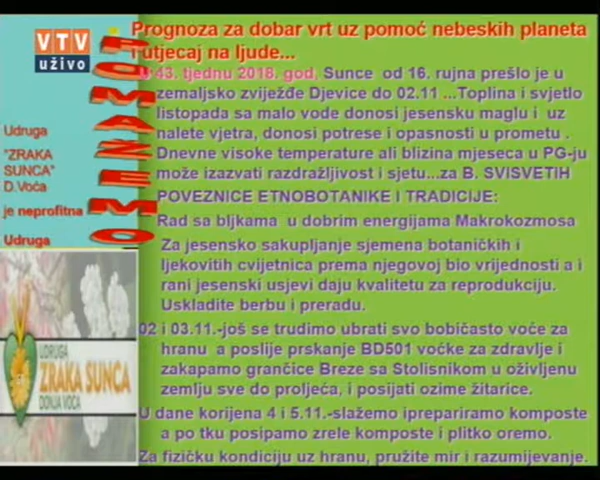 VTV
uživo
POMAŽEMO
Udruga
"ZRAKA
SUNCA"
D.Voća
je neprofitna
Udruga
UDRUGA
ZRAKA SUNCA
DONJA VOĆA
Prognoza za dobar vrt uz pomoć nebeskih planeta
i utjecaj na ljude...
U 43. tjednu 2018. god. Sunce od 16. rujna prešlo je u
zemaljsko zviježđe Djevice do 02.11 ...Toplina i svjetlo
listopada sa malo vode donosi jesensku maglu i uz
nalete vjetra, donosi potrese i opasnosti u prometu .
Dnevne visoke temperature ali blizina mjeseca u PG-ju
može izazvati razdražljivost i sjetu...za B. SVISVETIH
POVEZNICE ETNOBOTANIKE I TRADICIJE:
Rad sa bljkama u dobrim energijama Makrokozmosa
Za jesensko sakupljanje sjemena botaničkih i
ljekovitih cvijetnica prema njegovoj bio vrijednosti a i
rani jesenski usjevi daju kvalitetu za reprodukciju.
Uskladite berbu i preradu.
02 i 03.11.-još se trudimo ubrati svo bobičasto voće za
hranu a poslije prskanje BD501 voćke za zdravlje i
zakapamo grančice Breze sa Stolisnikom u oživljenu
zemlju sve do proljeća, i posijati ozime žitarice.
U dane korijena 4 i 5.11.-slažemo ipreparirsmo komposte
a po tku posipamo zrele komposte i plitko oremo.
Za fizičku kondiciju uz hranu, pružite mir i razumijevanje.